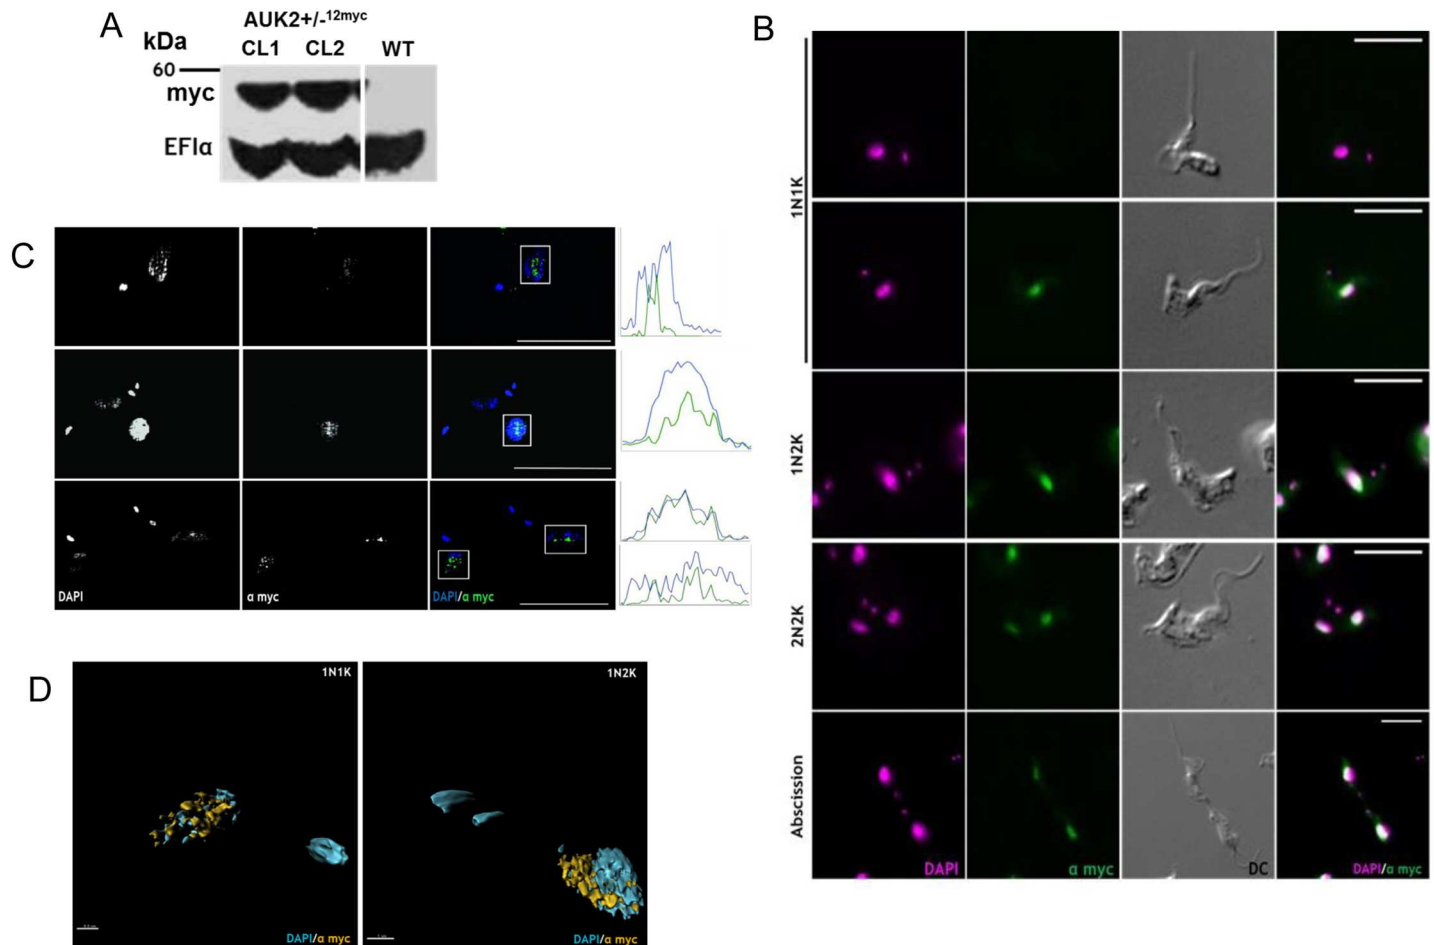 A
AUK2+/-12myc
kDa
CL1 CL2 WT
60
myc
EFIα
B
1N1K
1N2K
2N2K
Abscission
DAPI
α myc
DC
DAPI/α myc
C
DAPI
α myc
DAPI/α myc
D
1N1K
DAPI/α myc
1N2K
DAPI/α myc